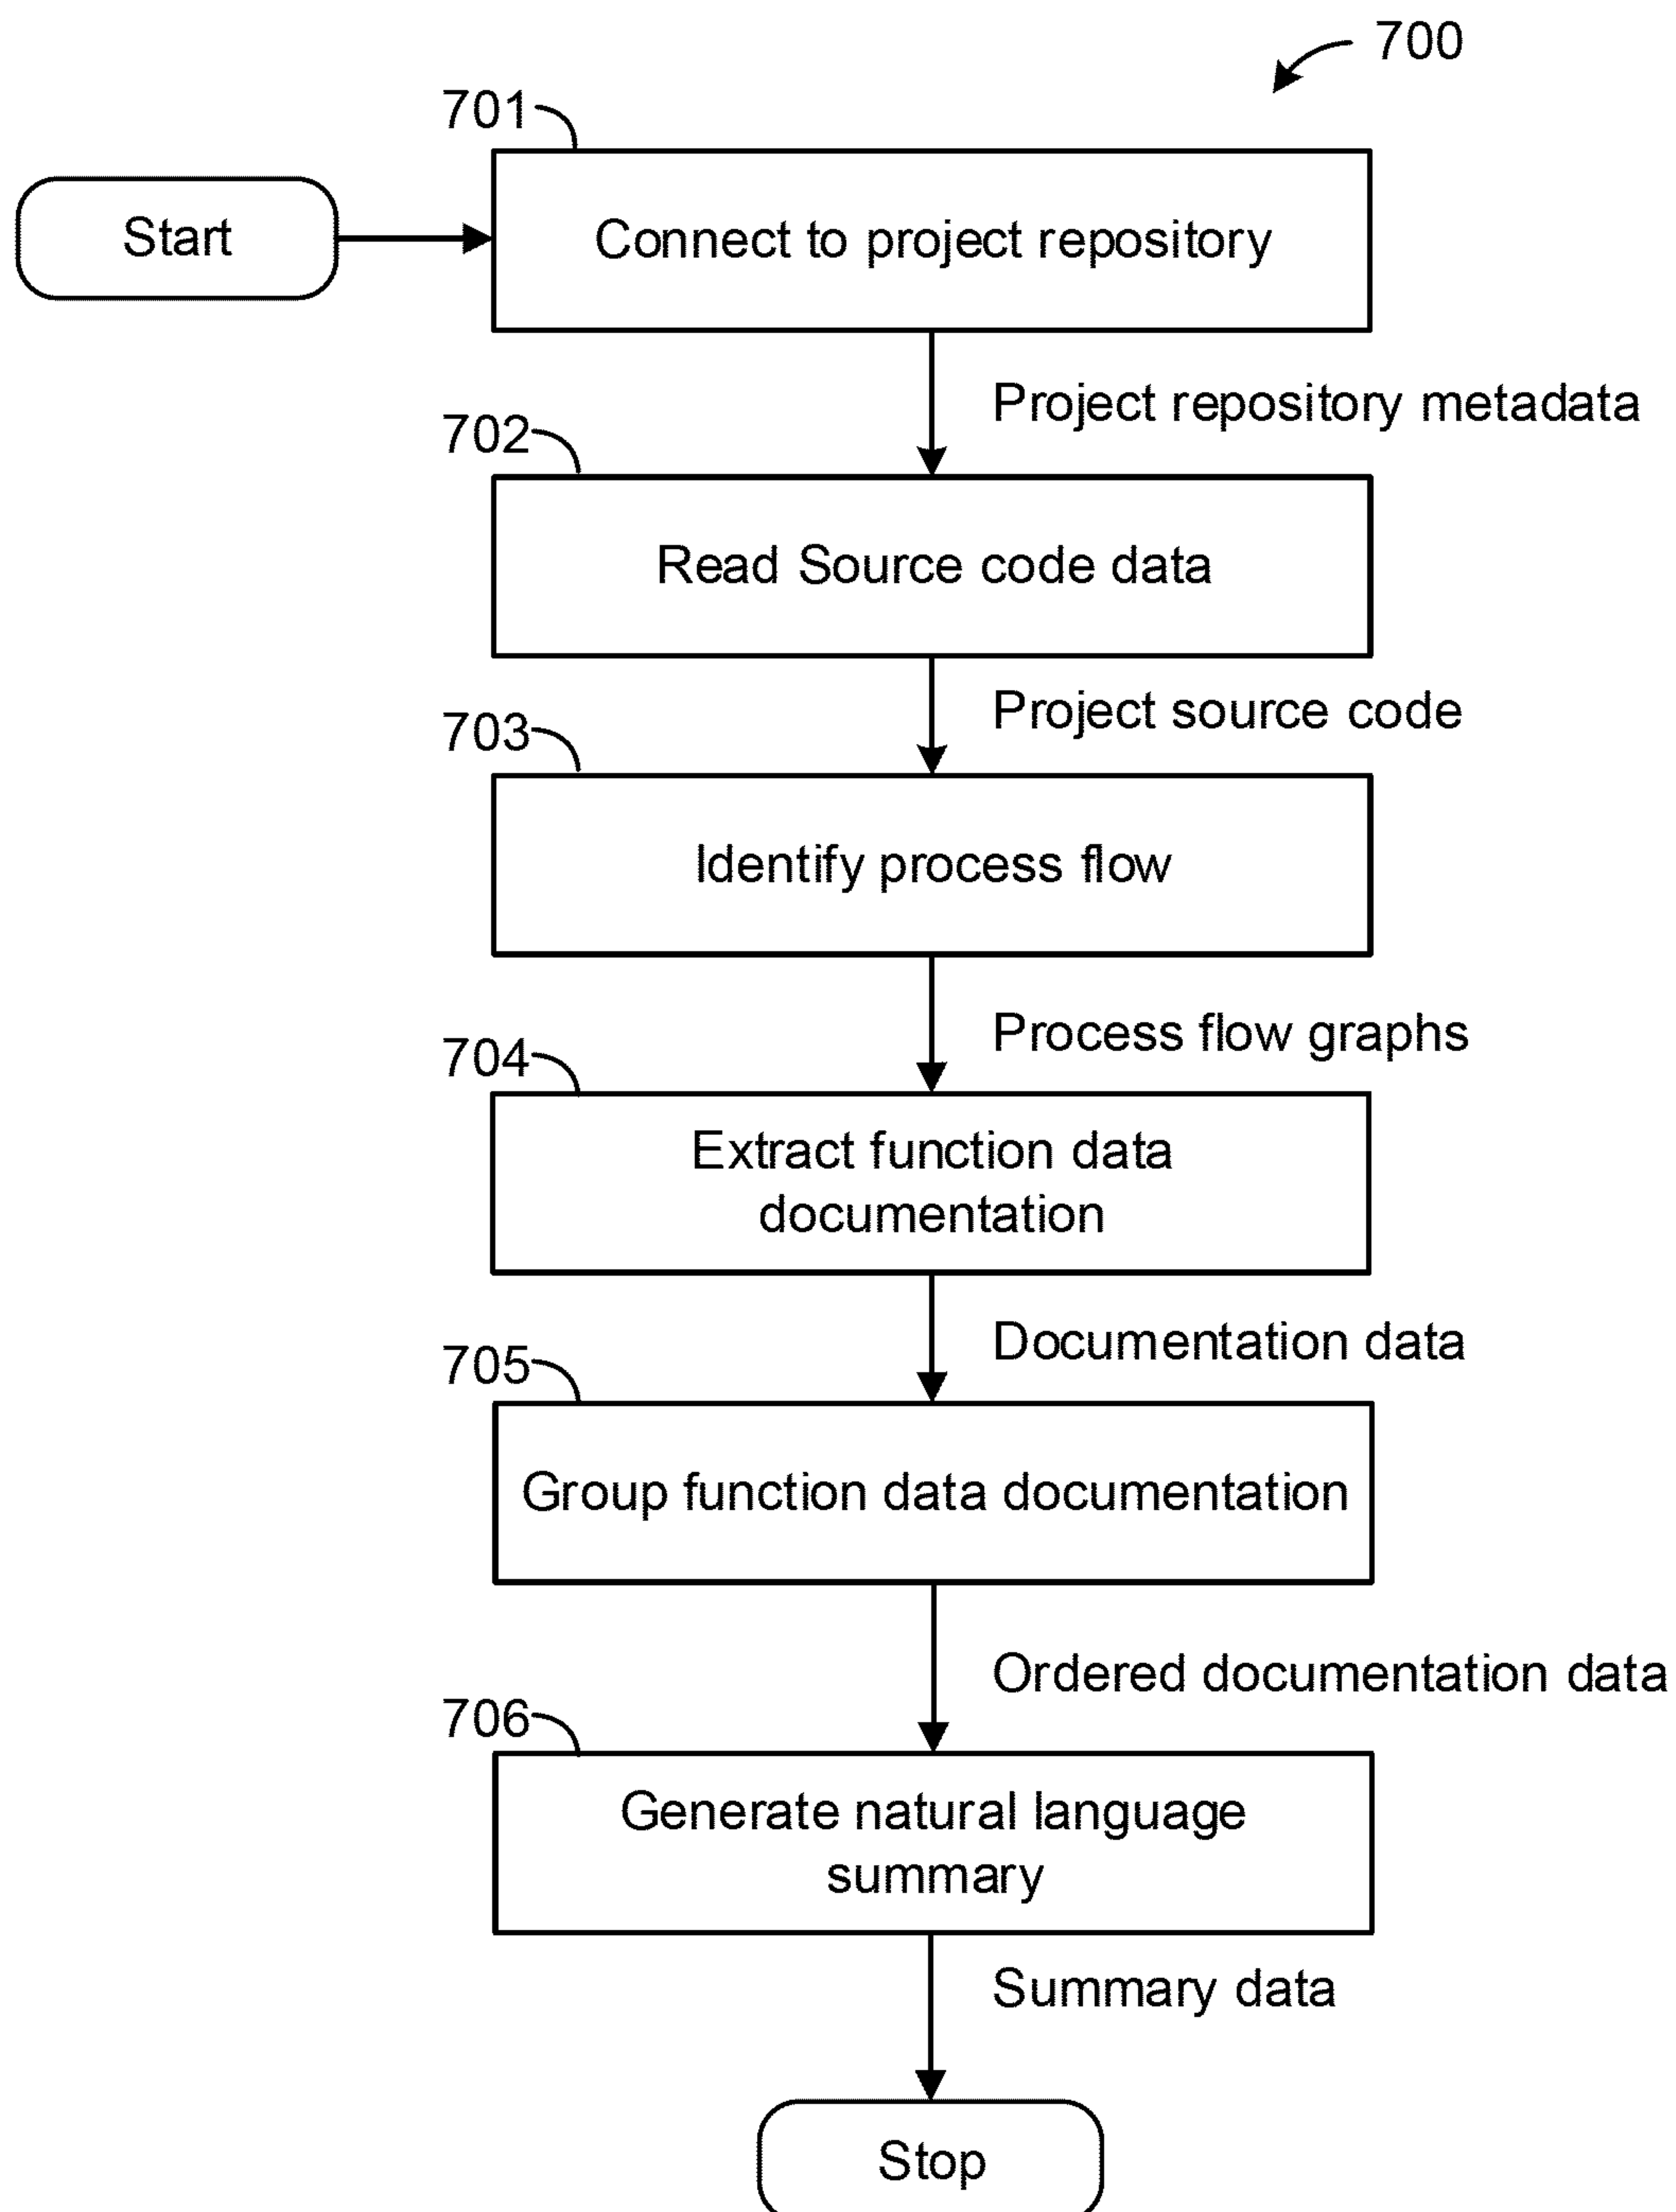 700
701
Start
Connect to project repository
Project repository metadata
702
Read Source code data
Project source code
703
Identify process flow
Process flow graphs
704
Extract function data
documentation
Documentation data
705
Group function data documentation
Ordered documentation data
706
Generate natural language
summary
Summary data
Stop